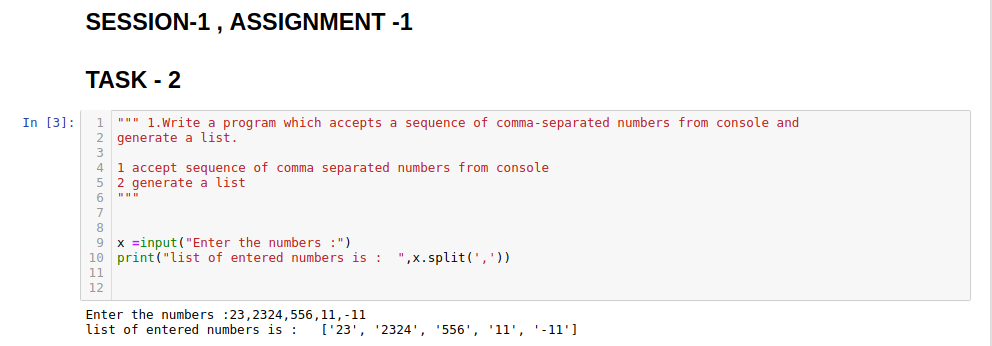 SESSION-1 , ASSIGNMENT -1
TASK - 2
In [3]:
1 """ 1.Write a program which accepts a sequence of comma-separated numbers from console and
2 generate a list.
3
4 1 accept sequence of comma separated numbers from console
5 2 generate a list
6 """
7
8
9 x =input("Enter the numbers :")
10 print("list of entered numbers is :  ",x.split(','))
11
12
Enter the numbers :23,2324,556,11,-11
list of entered numbers is :   ['23', '2324', '556', '11', '-11']